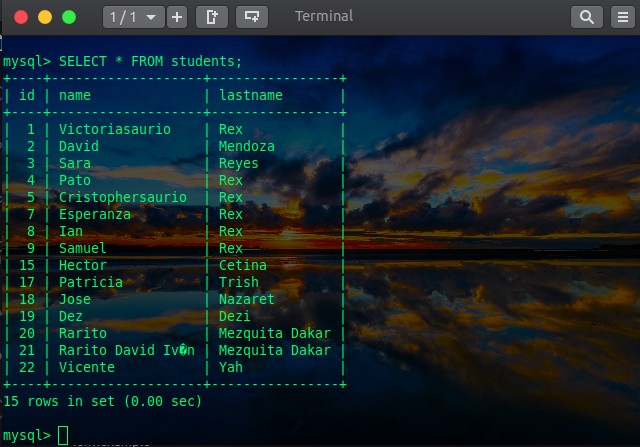 1 / 1
Terminal
mysql> SELECT * FROM students;
+----+-------------------+----------------+
| id | name              | lastname       |
+----+-------------------+----------------+
|  1 | Victoriasaurio    | Rex            |
|  2 | David             | Mendoza        |
|  3 | Sara              | Reyes          |
|  4 | Pato              | Rex            |
|  5 | Cristophersaurio  | Rex            |
|  7 | Esperanza         | Rex            |
|  8 | Ian               | Rex            |
|  9 | Samuel            | Rex            |
| 15 | Hector            | Cetina         |
| 17 | Patricia          | Trish          |
| 18 | Jose              | Nazaret        |
| 19 | Dez               | Dezi           |
| 20 | Rarito            | Mezquita Dakar |
| 21 | Rarito David Iv�n | Mezquita Dakar |
| 22 | Vicente           | Yah            |
+----+-------------------+----------------+
15 rows in set (0.00 sec)
mysql>